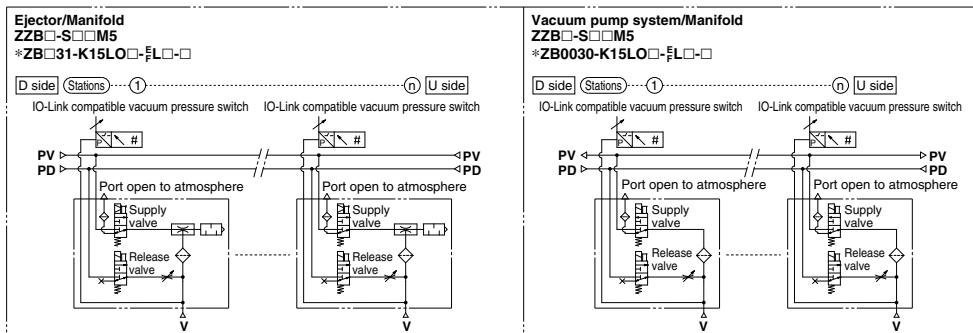 Ejector/Manifold
ZZB□-S□□M5
*ZB□31-K15LO□-E/FL□-□
D side Stations 1 n U side
IO-Link compatible vacuum pressure switch IO-Link compatible vacuum pressure switch
P #
P #
PV PV
PD PD
Port open to atmosphere Port open to atmosphere
Supply valve Supply valve
Release valve Release valve
V V
Vacuum pump system/Manifold
ZZB□-S□□M5
*ZB0030-K15LO□-E/FL□-□
D side Stations 1 n U side
IO-Link compatible vacuum pressure switch IO-Link compatible vacuum pressure switch
P #
P #
PV PV
PD PD
Port open to atmosphere Port open to atmosphere
Supply valve Supply valve
Release valve Release valve
V V